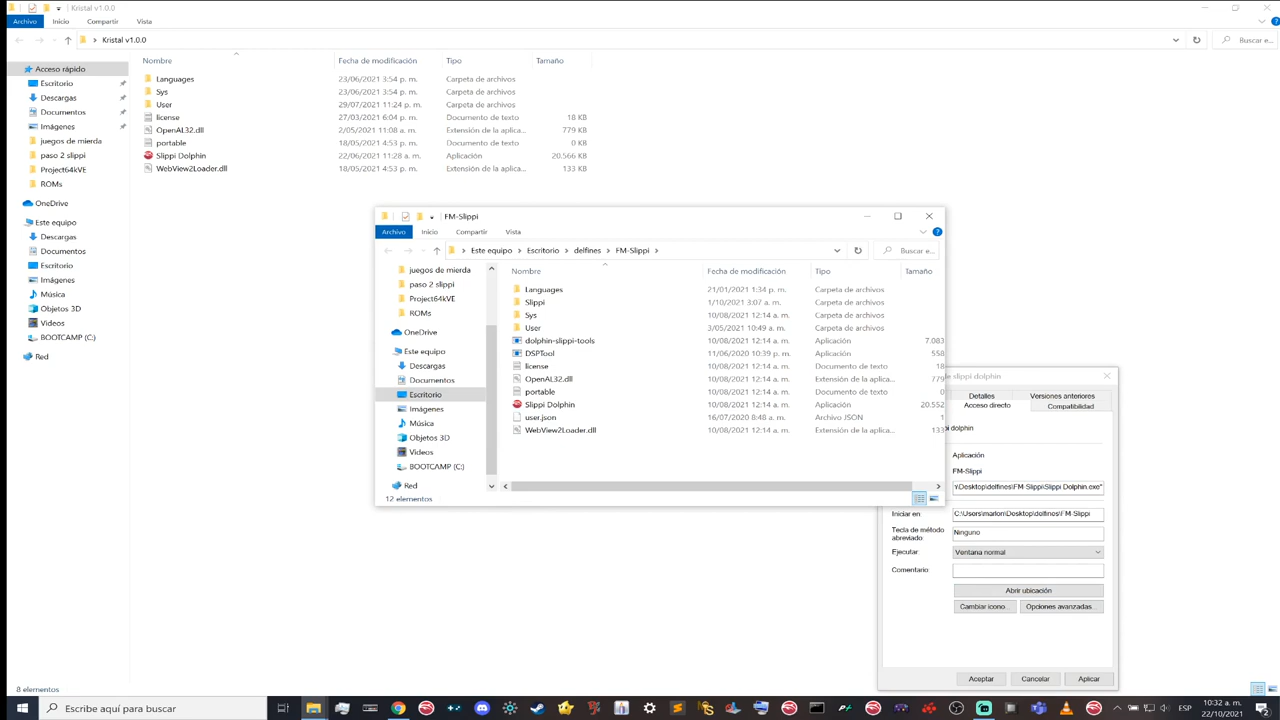 Kristal v1.0.0
Archivo Inicio Compartir Vista
Kristal v1.0.0
Buscar e...
Nombre Fecha de modificación Tipo Tamaño
Acceso rápido
Escritorio
Descargas
Documentos
Imágenes
juegos de mierda
paso 2 slippi
Project64kVE
ROMs
OneDrive
Este equipo
Descargas
Documentos
Escritorio
Imágenes
Música
Objetos 3D
Videos
BOOTCAMP (C:)
Red
Languages 23/06/2021 3:54 p. m. Carpeta de archivos
Sys 23/06/2021 3:54 p. m. Carpeta de archivos
User 29/07/2021 11:24 p. m. Carpeta de archivos
license 27/03/2021 6:04 p. m. Documento de texto 18 KB
OpenAL32.dll 2/05/2021 11:08 a. m. Extensión de la aplica... 779 KB
portable 18/05/2021 4:53 p. m. Documento de texto 0 KB
Slippi Dolphin 22/06/2021 11:28 a. m. Aplicación 20.566 KB
WebView2Loader.dll 18/05/2021 4:53 p. m. Extensión de la aplica... 133 KB
FM-Slippi
Archivo Inicio Compartir Vista
Este equipo Escritorio delfines FM-Slippi
Buscar e...
Nombre Fecha de modificación Tipo Tamaño
juegos de mierda
paso 2 slippi
Project64kVE
ROMs
OneDrive
Este equipo
Descargas
Documentos
Escritorio
Imágenes
Música
Objetos 3D
Videos
BOOTCAMP (C:)
Red
Languages 21/01/2021 1:34 p. m. Carpeta de archivos
Slippi 1/10/2021 3:07 a. m. Carpeta de archivos
Sys 10/08/2021 12:14 a. m. Carpeta de archivos
User 3/05/2021 10:49 a. m. Carpeta de archivos
dolphin-slippi-tools 10/08/2021 12:14 a. m. Aplicación 7.083
DSPTool 11/06/2020 10:39 p. m. Aplicación 558
license 10/08/2021 12:14 a. m. Documento de texto 18
OpenAL32.dll 10/08/2021 12:14 a. m. Extensión de la aplica... 779
portable 10/08/2021 12:14 a. m. Documento de texto 0
Slippi Dolphin 10/08/2021 12:14 a. m. Aplicación 20.552
user.json 16/07/2020 8:48 a. m. Archivo JSON 1
WebView2Loader.dll 10/08/2021 12:14 a. m. Extensión de la aplica... 133
12 elementos
slippi dolphin
Detalles Versiones anteriores
Acceso directo Compatibilidad
dolphin
Aplicación
FM-Slippi
\Desktop\delfines\FM-Slippi\Slippi Dolphin.exe"
Iniciar en: C:\Users\marlon\Desktop\delfines\FM-Slippi
Tecla de método abreviado: Ninguno
Ejecutar: Ventana normal
Comentario:
Abrir ubicación
Cambiar icono... Opciones avanzadas...
Aceptar Cancelar Aplicar
8 elementos
Escribe aquí para buscar
ESP
10:32 a. m.
22/10/2021
2